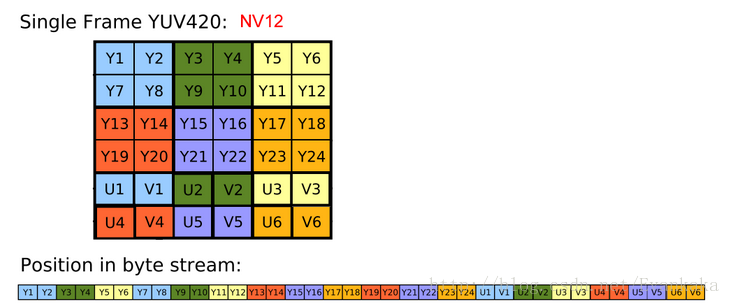 Single Frame YUV420: NV12
Y1 Y2 Y3 Y4 Y5 Y6
Y7 Y8 Y9 Y10 Y11 Y12
Y13 Y14 Y15 Y16 Y17 Y18
Y19 Y20 Y21 Y22 Y23 Y24
U1 V1 U2 V2 U3 V3
U4 V4 U5 V5 U6 V6
Position in byte stream:
Y1 Y2 Y3 Y4 Y5 Y6 Y7 Y8 Y9 Y10 Y11 Y12 Y13 Y14 Y15 Y16 Y17 Y18 Y19 Y20 Y21 Y22 Y23 Y24 U1 V1 U2 V2 U3 V3 U4 V4 U5 V5 U6 V6